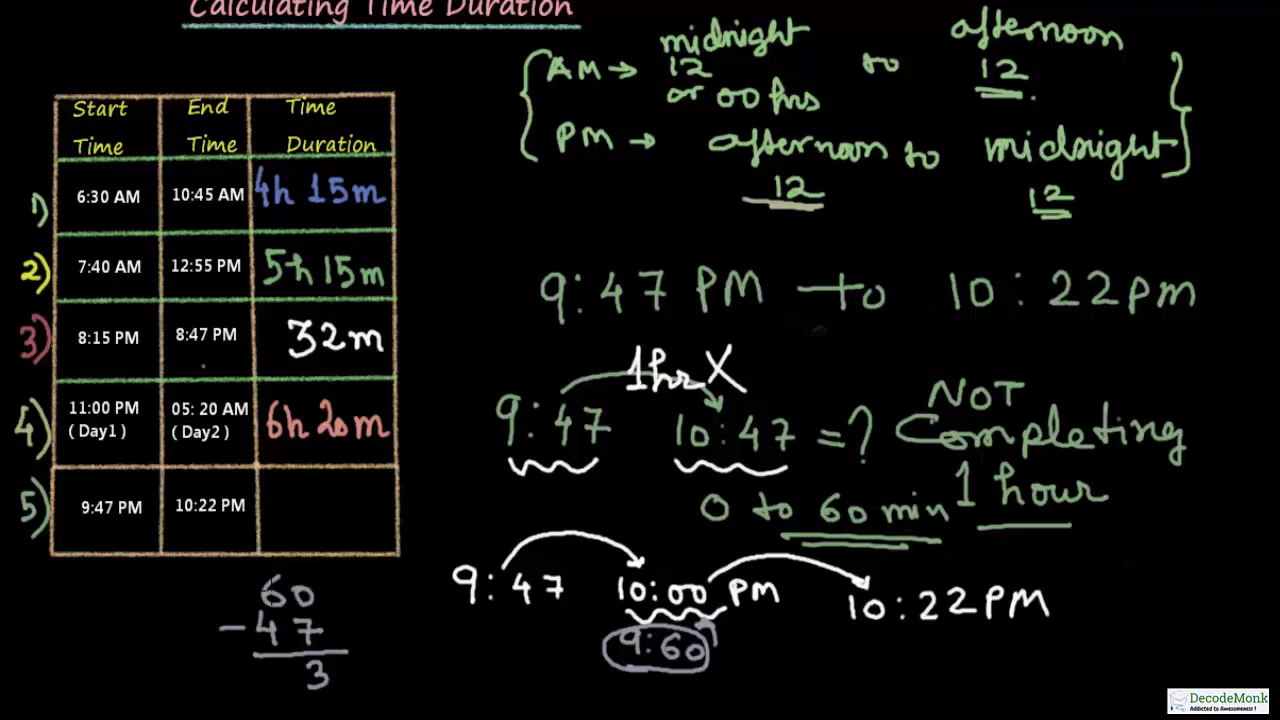 Calculating Time Duration
Start Time End Time Time Duration
1) 6:30 AM 10:45 AM 4h 15m
2) 7:40 AM 12:55 PM 5h 15m
3) 8:15 PM 8:47 PM 32m
4) 11:00 PM (Day1) 05: 20 AM (Day2) 6h 20m
5) 9:47 PM 10:22 PM
60
- 47
3
midnight afternoon
AM → 12 to 12
or 00 hrs
PM → afternoon to midnight
12 12
9:47 PM to 10:22 pm
1hr X
9:47 10:47 = ? NOT Completing
0 to 60 min 1 hour
9:47 10:00 PM 10:22 PM
9:60
DecodeMonk
Addicted to Awesomeness !